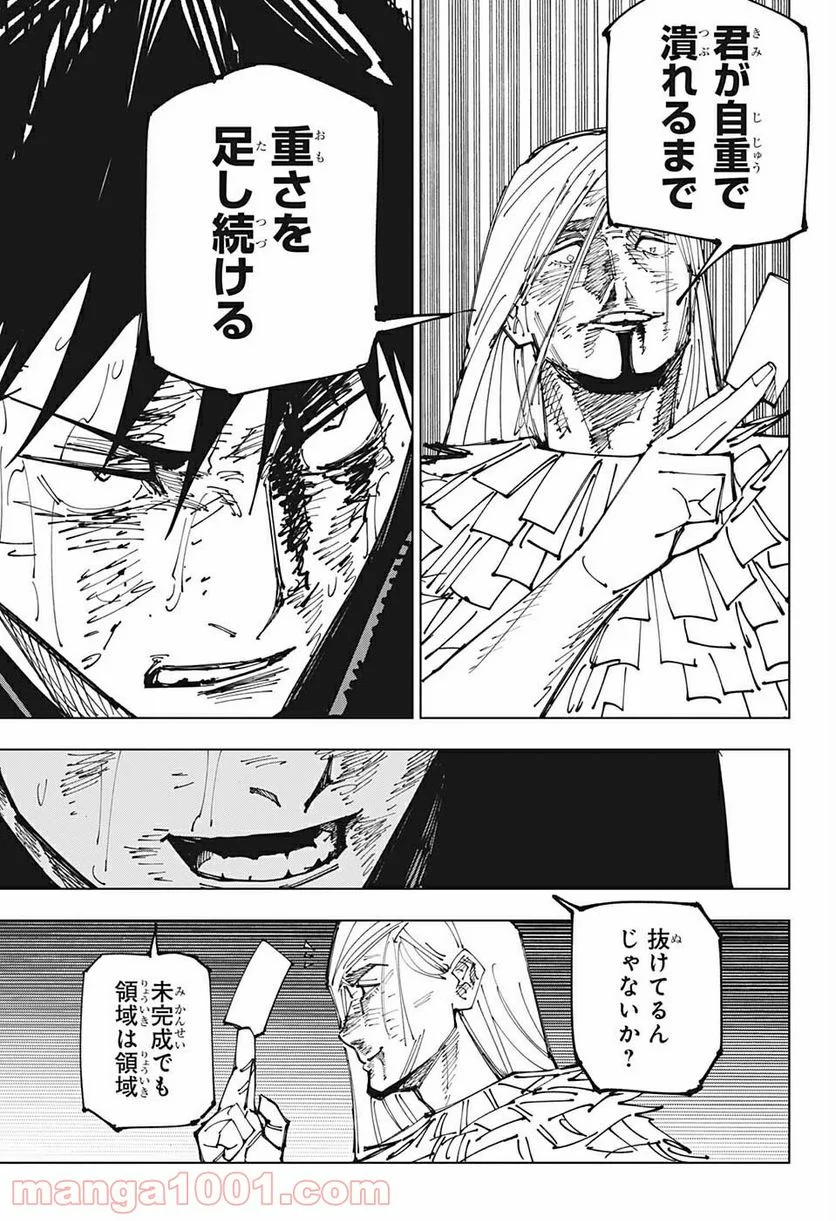 君が自重で
潰れるまで
重さを
足し続ける
抜けてるん
じゃないか？
未完成でも
領域は領域
manga1001.com